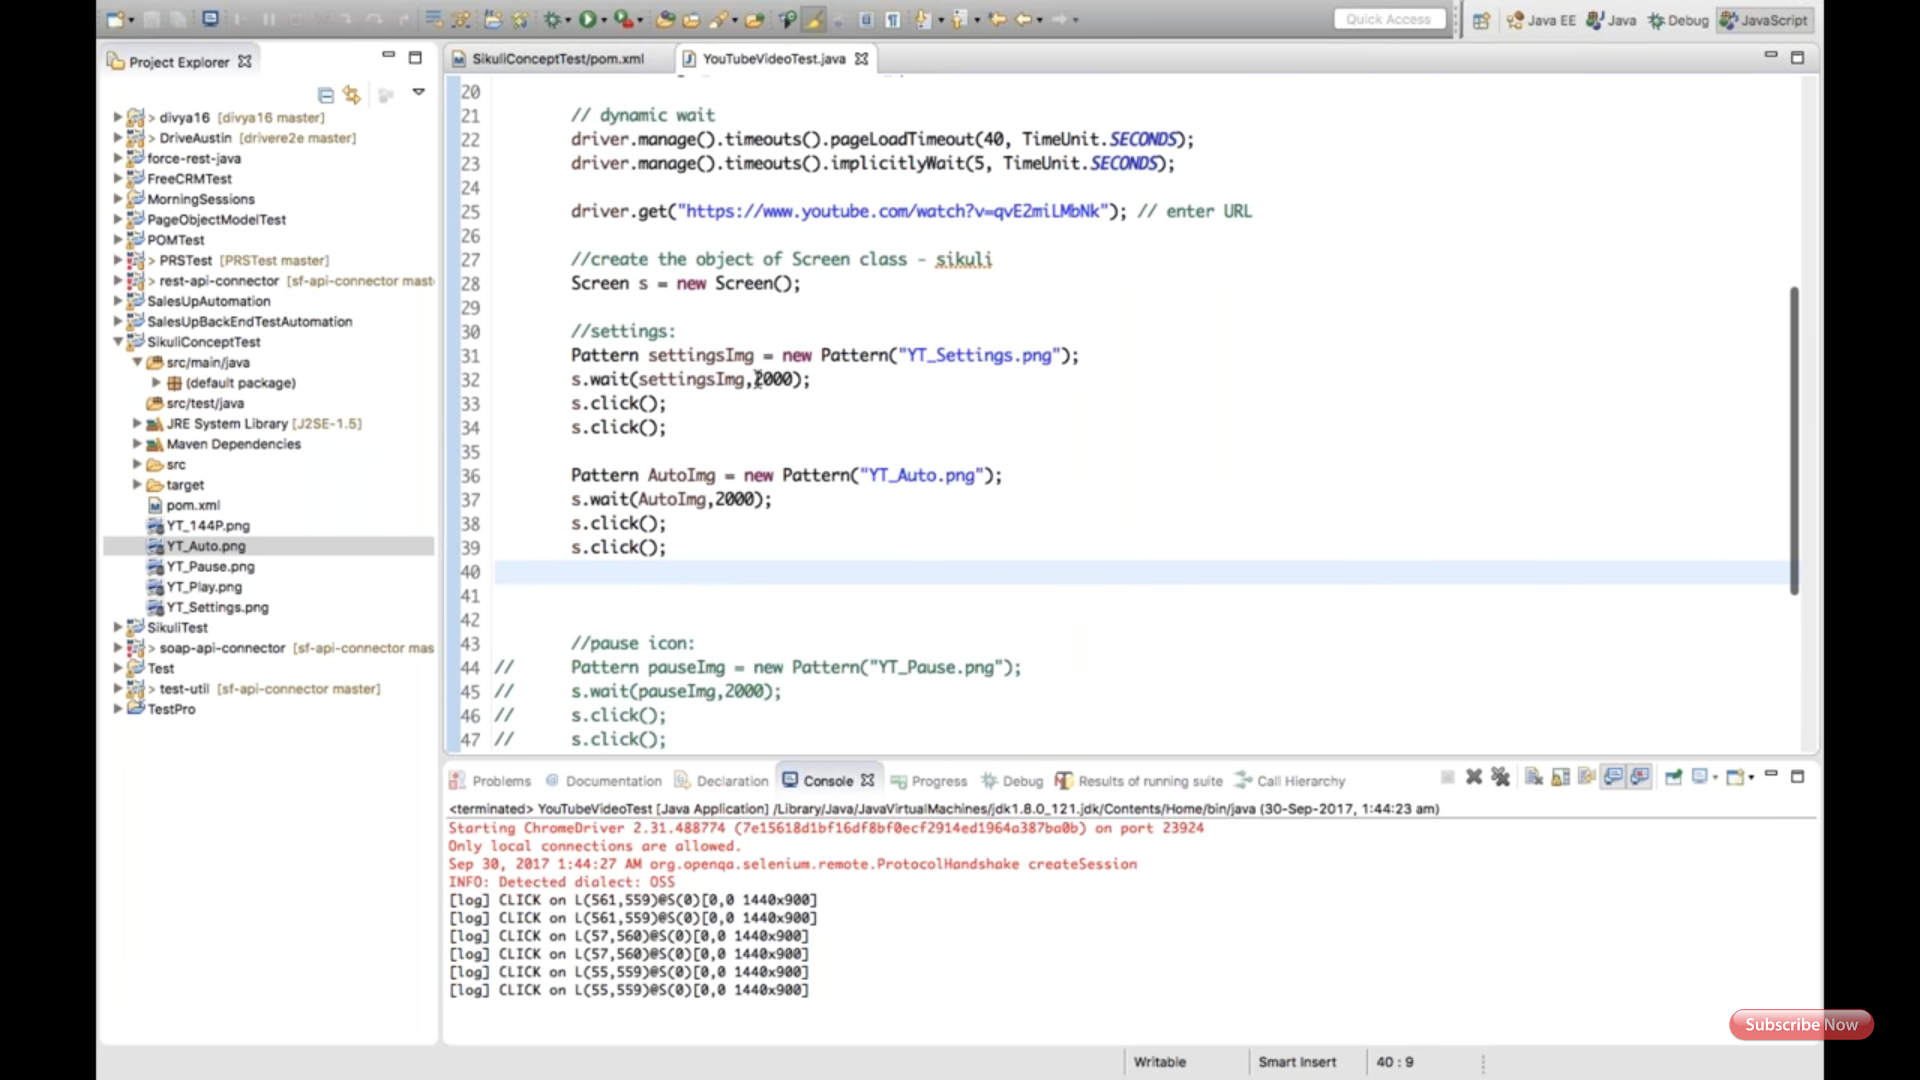 Quick Access
Java EE
Java
Debug
JavaScript
Project Explorer
> divya16 [divya16 master]
> DriveAustin [drivere2e master]
force-rest-java
FreeCRMTest
MorningSessions
PageObjectModelTest
POMTest
> PRSTest [PRSTest master]
> rest-api-connector [sf-api-connector mast
SalesUpAutomation
SalesUpBackEndTestAutomation
SikuliConceptTest
src/main/java
(default package)
src/test/java
JRE System Library [J2SE-1.5]
Maven Dependencies
src
target
pom.xml
YT_144P.png
YT_Auto.png
YT_Pause.png
YT_Play.png
YT_Settings.png
SikuliTest
> soap-api-connector [sf-api-connector mas
Test
> test-util [sf-api-connector master]
TestPro
SikuliConceptTest/pom.xml
YouTubeVideoTest.java
20
21 // dynamic wait
22 driver.manage().timeouts().pageLoadTimeout(40, TimeUnit.SECONDS);
23 driver.manage().timeouts().implicitlyWait(5, TimeUnit.SECONDS);
24
25 driver.get("https://www.youtube.com/watch?v=qvE2miLMbNk"); // enter URL
26
27 //create the object of Screen class - sikuli
28 Screen s = new Screen();
29
30 //settings:
31 Pattern settingsImg = new Pattern("YT_Settings.png");
32 s.wait(settingsImg,2000);
33 s.click();
34 s.click();
35
36 Pattern AutoImg = new Pattern("YT_Auto.png");
37 s.wait(AutoImg,2000);
38 s.click();
39 s.click();
40
41
42
43 //pause icon:
44 // Pattern pauseImg = new Pattern("YT_Pause.png");
45 // s.wait(pauseImg,2000);
46 // s.click();
47 // s.click();
Problems
Documentation
Declaration
Console
Progress
Debug
Results of running suite
Call Hierarchy
<terminated> YouTubeVideoTest [Java Application] /Library/Java/JavaVirtualMachines/jdk1.8.0_121.jdk/Contents/Home/bin/java (30-Sep-2017, 1:44:23 am)
Starting ChromeDriver 2.31.488774 (7e15618d1bf16df8bf0ecf2914ed1964a387ba0b) on port 23924
Only local connections are allowed.
Sep 30, 2017 1:44:27 AM org.openqa.selenium.remote.ProtocolHandshake createSession
INFO: Detected dialect: OSS
[log] CLICK on L(561,559)@S(0)[0,0 1440x900]
[log] CLICK on L(561,559)@S(0)[0,0 1440x900]
[log] CLICK on L(57,560)@S(0)[0,0 1440x900]
[log] CLICK on L(57,560)@S(0)[0,0 1440x900]
[log] CLICK on L(55,559)@S(0)[0,0 1440x900]
[log] CLICK on L(55,559)@S(0)[0,0 1440x900]
Subscribe Now
Writable
Smart Insert
40 : 9